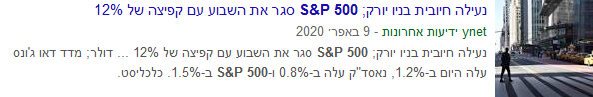 נעילה חיובית בניו יורק; S&P 500 סגר את השבוע עם קפיצה של 12%
ynet ידיעות אחרונות - 9 באפר׳ 2020
נעילה חיובית בניו יורק; S&P 500 סגר את השבוע עם קפיצה של 12% ... דולר; מדד דאו ג'ונס
עלה היום ב-1.2%, נאסד"ק עלה ב-0.8% ו-S&P 500 ב-1.5%. כלכליסט.